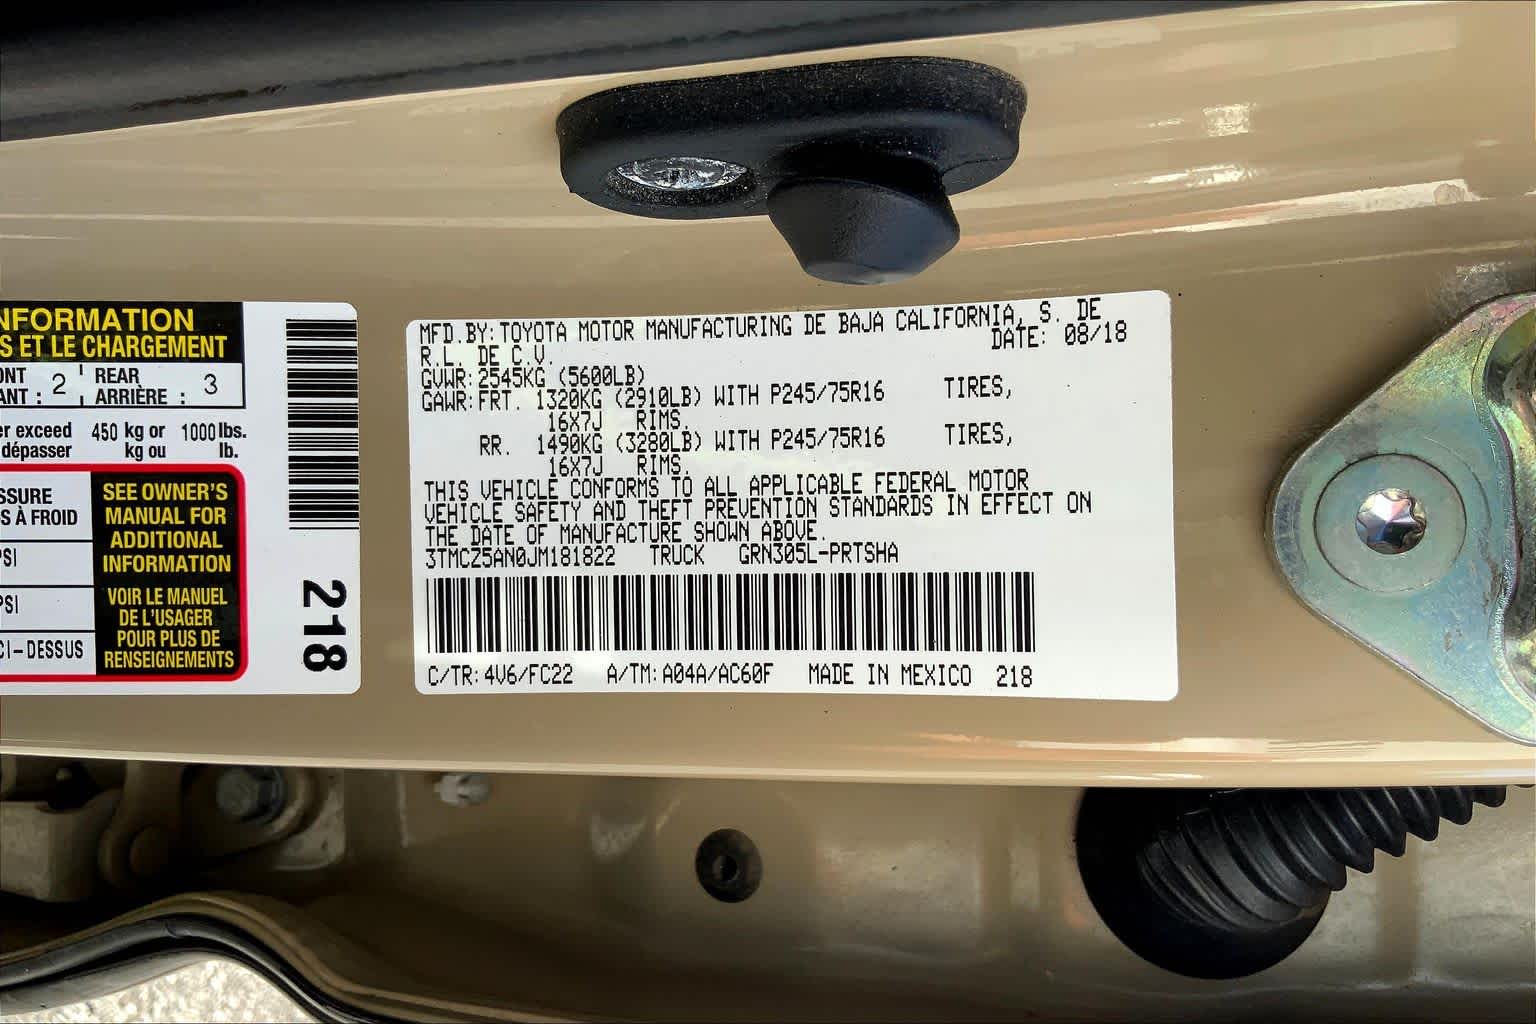 NFORMATION
S ET LE CHARGEMENT
ONT 2 REAR 3
ANT : ARRIÈRE :
er exceed 450 kg or 1000 lbs.
dépasser kg ou lb.
SSURE
S À FROID
PSI
PSI
CI-DESSUS
SEE OWNER'S
MANUAL FOR
ADDITIONAL
INFORMATION
VOIR LE MANUEL
DE L'USAGER
POUR PLUS DE
RENSEIGNEMENTS
218
MFD.BY: TOYOTA MOTOR MANUFACTURING DE BAJA CALIFORNIA, S. DE
R.L. DE C.V. DATE: 08/18
GVWR: 2545KG (5600LB)
GAWR: FRT. 1320KG (2910LB) WITH P245/75R16 TIRES,
16X7J RIMS.
RR. 1490KG (3280LB) WITH P245/75R16 TIRES,
16X7J RIMS.
THIS VEHICLE CONFORMS TO ALL APPLICABLE FEDERAL MOTOR
VEHICLE SAFETY AND THEFT PREVENTION STANDARDS IN EFFECT ON
THE DATE OF MANUFACTURE SHOWN ABOVE.
3TMCZ5AN0JM181822 TRUCK GRN305L-PRTSHA
C/TR: 4V6/FC22 A/TM: A04A/AC60F MADE IN MEXICO 218